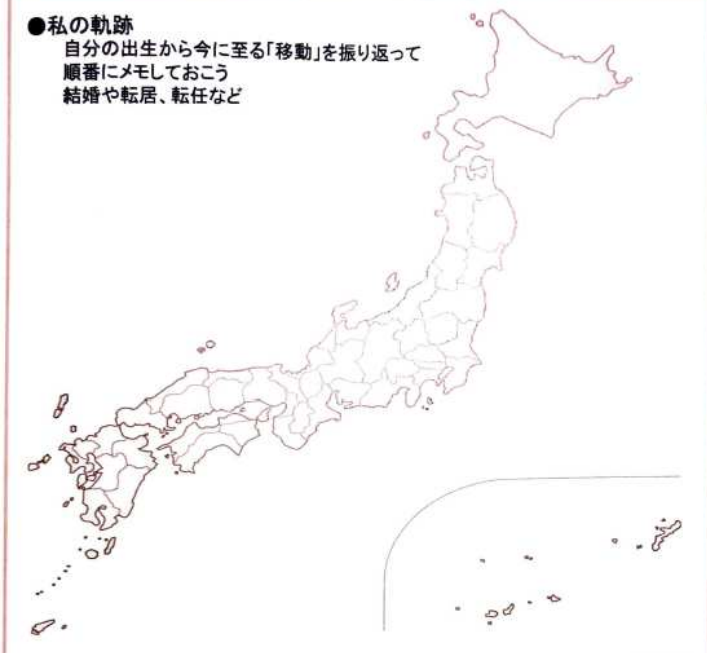 ●私の軌跡
自分の出生から今に至る「移動」を振り返って
順番にメモしておこう
結婚や転居、転任など